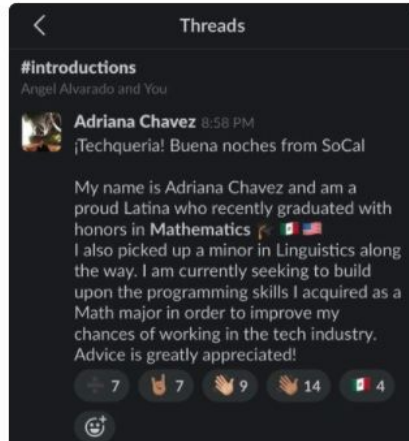 Threads
#introductions
Angel Alvarado and You
Adriana Chavez 8:58 PM
¡Techqueria! Buena noches from SoCal
My name is Adriana Chavez and am a
proud Latina who recently graduated with
honors in Mathematics 🎓 🇲🇽 🇺🇸
I also picked up a minor in Linguistics along
the way. I am currently seeking to build
upon the programming skills I acquired as a
Math major in order to improve my
chances of working in the tech industry.
Advice is greatly appreciated!
➗ 7 🤘🏽 7 👋🏼 9 👋🏽 14 🇲🇽 4